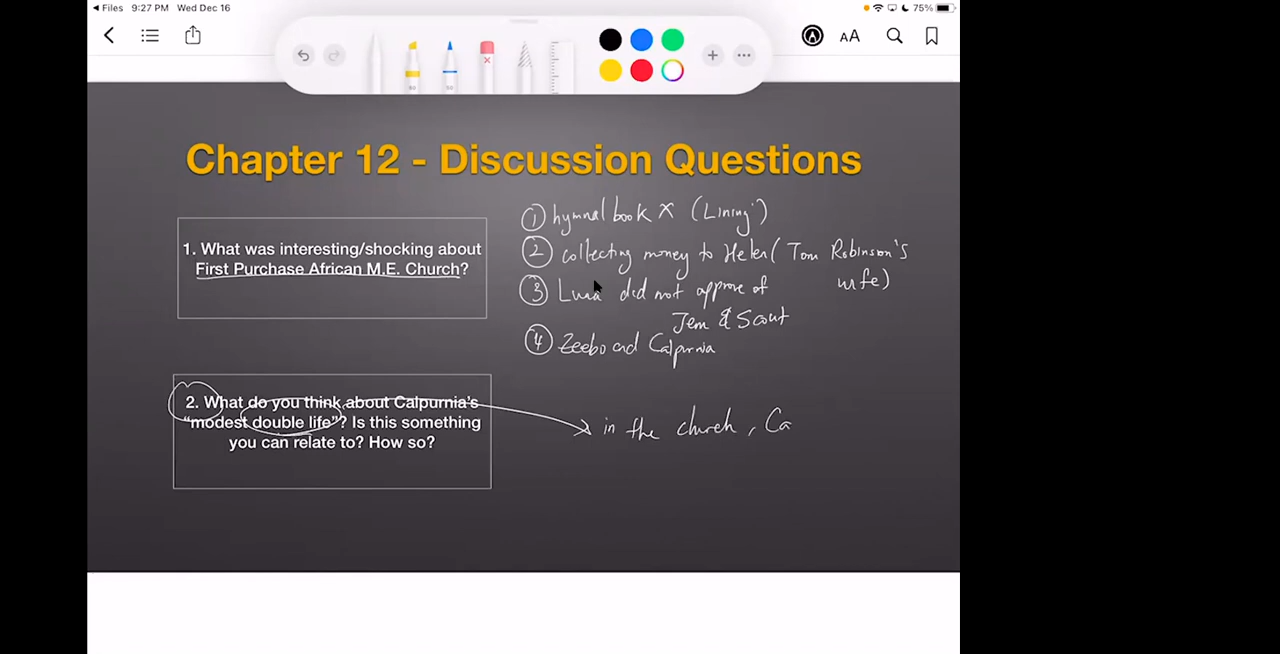 Files 9:27 PM Wed Dec 16 75%
AA
Chapter 12 - Discussion Questions
1. What was interesting/shocking about
First Purchase African M.E. Church?
① hymnal book X (Lining)
② collecting money to Helen (Tom Robinson's
wife)
③ Lula did not approve of
Jem & Scout
④ Zeebo and Calpurnia
2. What do you think about Calpurnia's
"modest double life"? Is this something
you can relate to? How so?
→ in the church, Ca